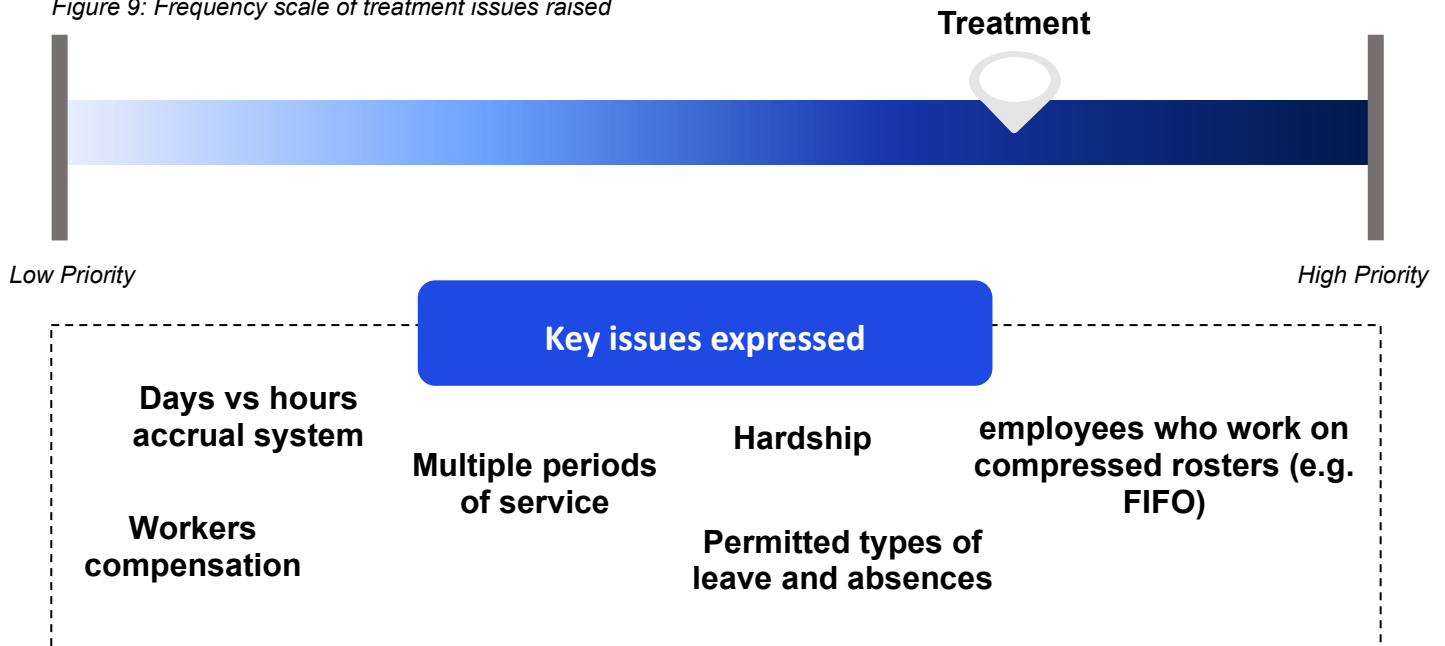 Figure 9: Frequency scale of treatment issues raised
Treatment
Low Priority
High Priority
Key issues expressed
Days vs hours
accrual system
Workers
compensation
Multiple periods
of service
Hardship
Permitted types of
leave and absences
employees who work on
compressed rosters (e.g.
FIFO)